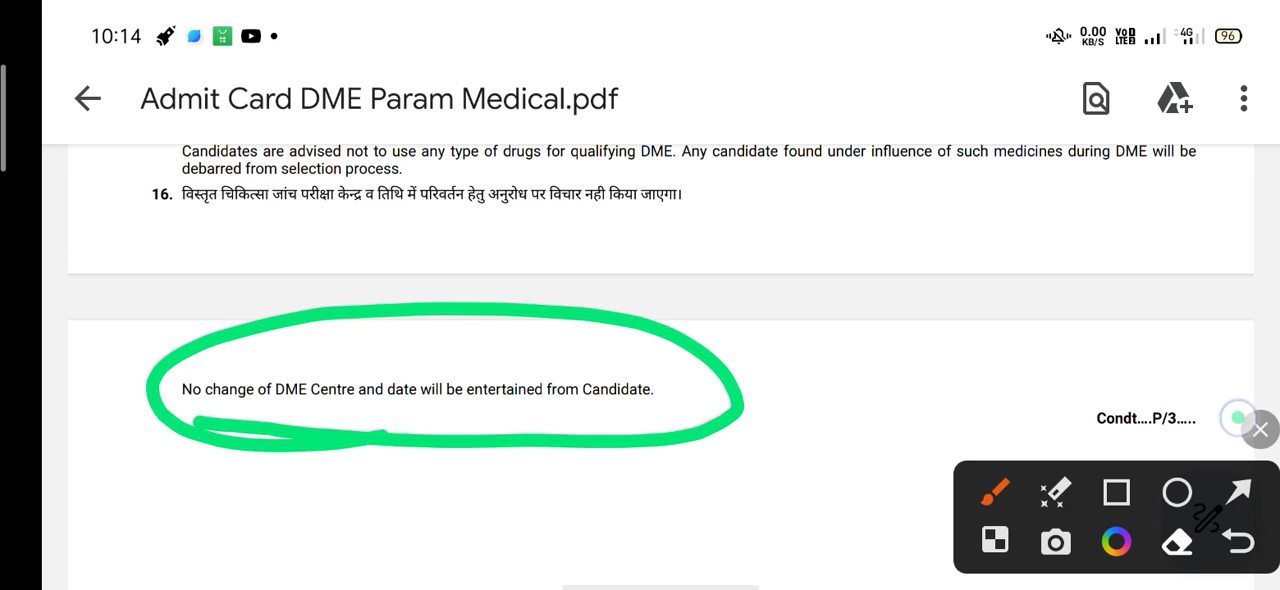 10:14
0.00 KB/S
VoD LTE2
4G
96
Admit Card DME Param Medical.pdf
Candidates are advised not to use any type of drugs for qualifying DME. Any candidate found under influence of such medicines during DME will be
debarred from selection process.
16. विस्तृत चिकित्सा जांच परीक्षा केन्द्र व तिथि में परिवर्तन हेतु अनुरोध पर विचार नही किया जाएगा।
No change of DME Centre and date will be entertained from Candidate.
Condt....P/3.....